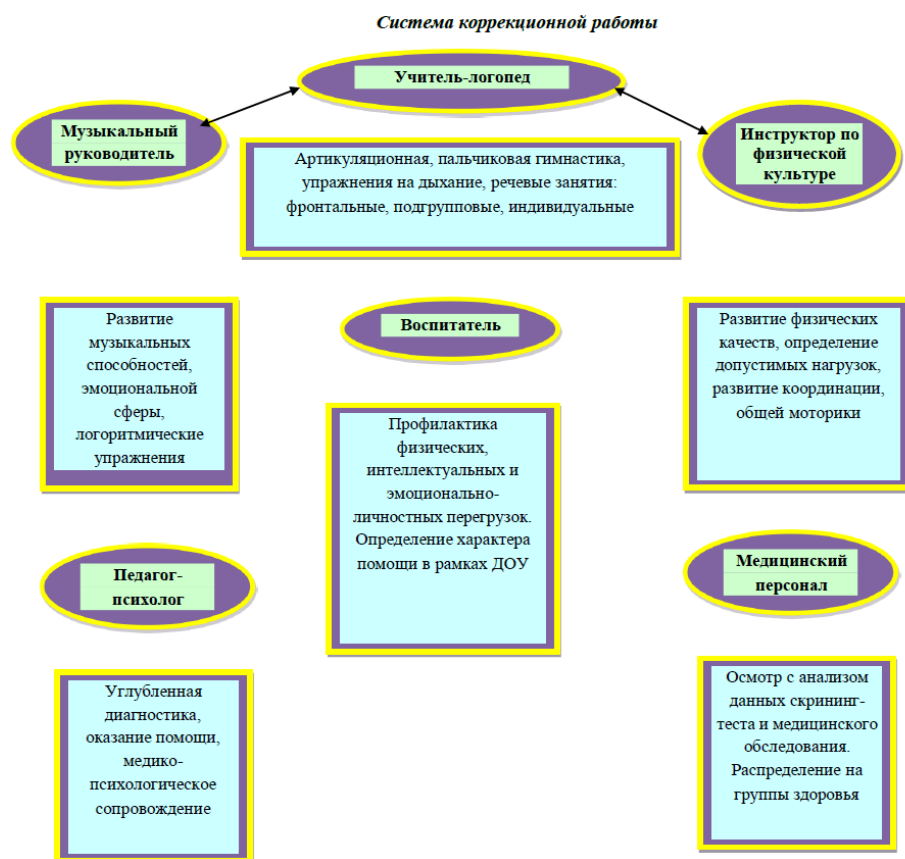 Система коррекционной работы
Учитель-логопед
Музыкальный
руководитель
Инструктор по
физической
культуре
Артикуляционная, пальчиковая гимнастика,
упражнения на дыхание, речевые занятия:
фронтальные, подгрупповые, индивидуальные
Развитие
музыкальных
способностей,
эмоциональной
сферы,
логоритмические
упражнения
Воспитатель
Развитие физических
качеств, определение
допустимых нагрузок,
развитие координации,
общей моторики
Профилактика
физических,
интеллектуальных и
эмоционально-
личностных перегрузок.
Определение характера
помощи в рамках ДОУ
Педагог-
психолог
Медицинский
персонал
Углубленная
диагностика,
оказание помощи,
медико-
психологическое
сопровождение
Осмотр с анализом
данных скрининг-
теста и медицинского
обследования.
Распределение на
группы здоровья